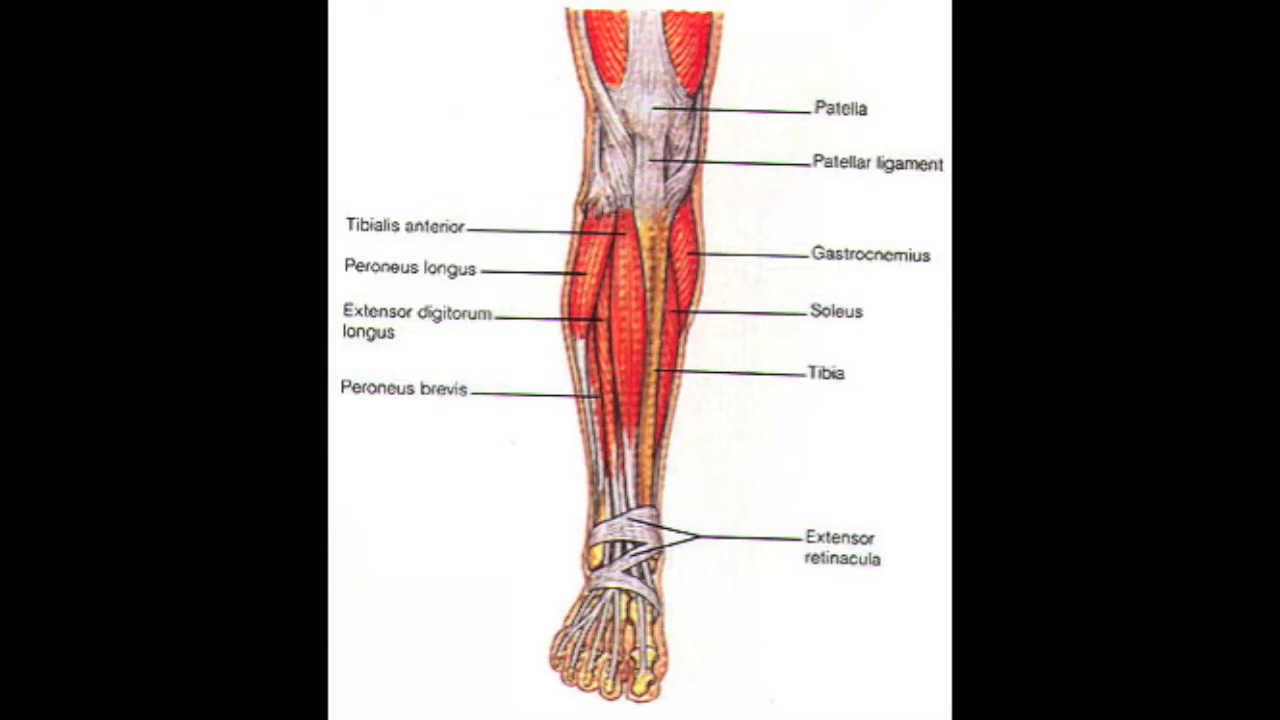 Patella
Patellar ligament
Tibialis anterior
Peroneus longus
Gastrocnemius
Extensor digitorum
longus
Soleus
Tibia
Peroneus brevis
Extensor
retinacula